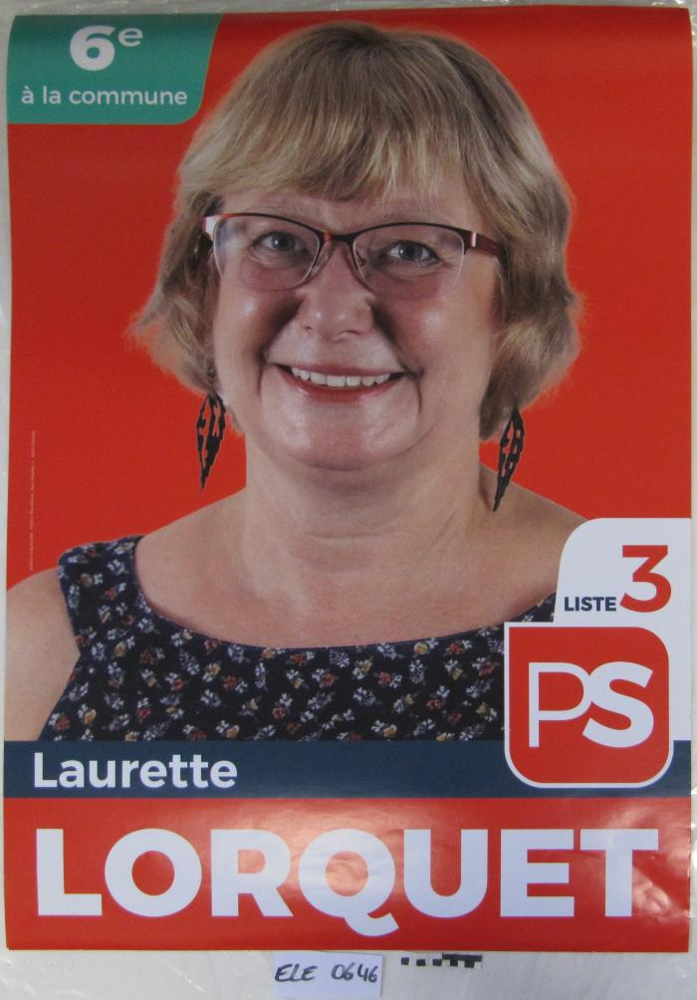 6e
à la commune
LISTE 3
PS
Laurette
LORQUET
ELE 0646